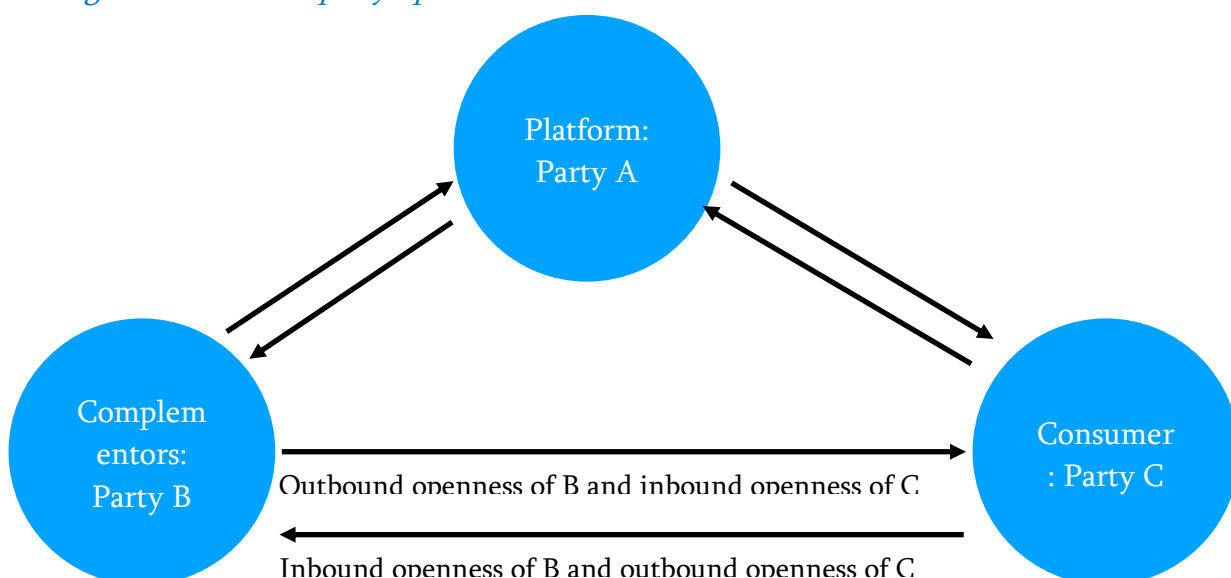 Platform:
Party A
Complem
entors:
Party B
Consumer
: Party C
Outbound openness of B and inbound openness of C
Inbound openness of B and outbound openness of C